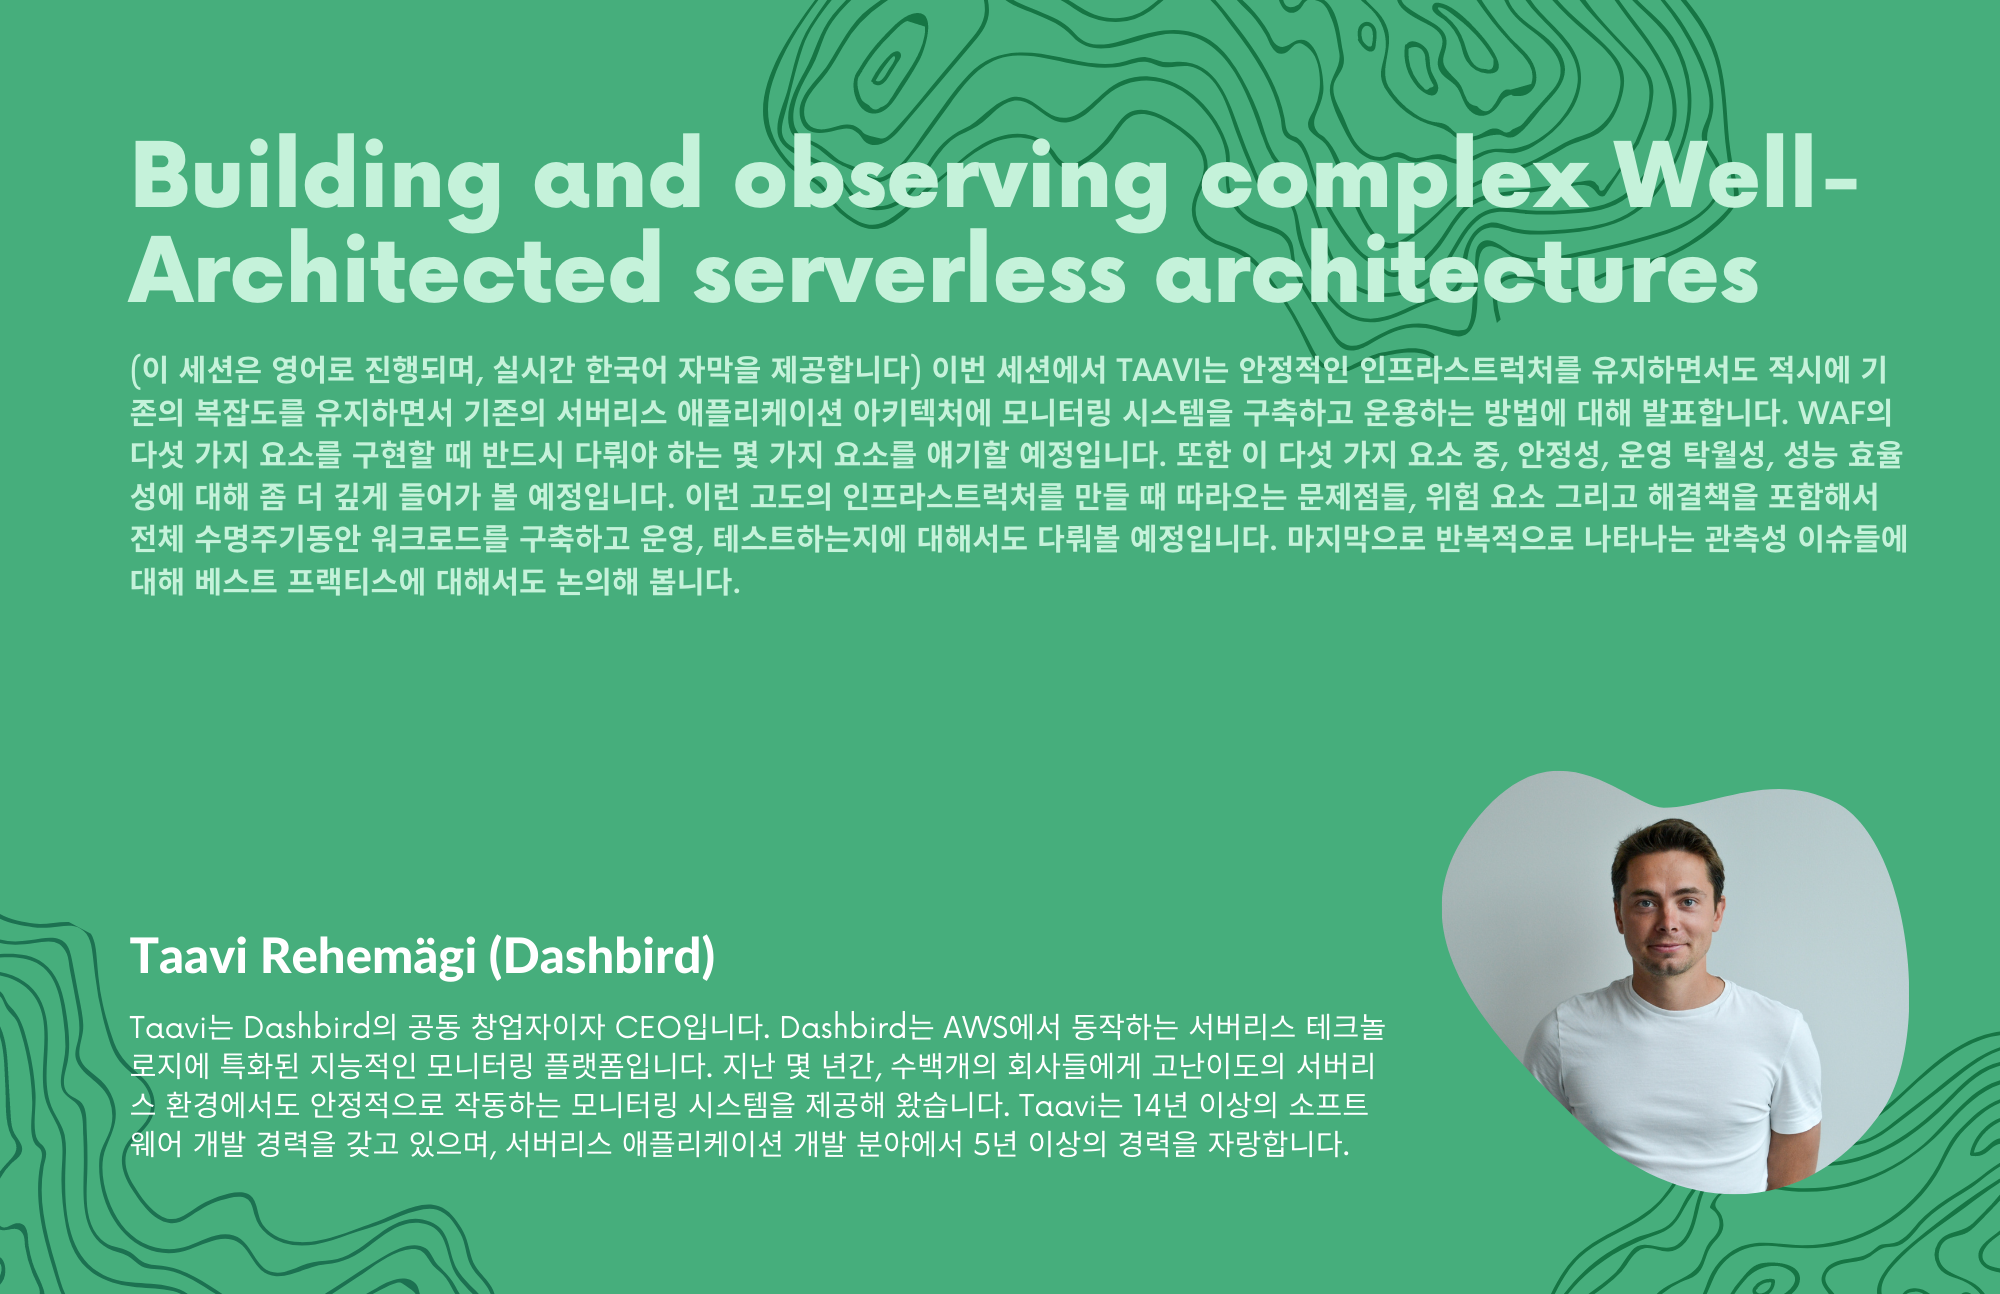 Building and observing complex Well-
Architected serverless architectures
(이 세션은 영어로 진행되며, 실시간 한국어 자막을 제공합니다) 이번 세션에서 TAAVI는 안정적인 인프라스트럭처를 유지하면서도 적시에 기
존의 복잡도를 유지하면서 기존의 서버리스 애플리케이션 아키텍처에 모니터링 시스템을 구축하고 운용하는 방법에 대해 발표합니다. WAF의
다섯 가지 요소를 구현할 때 반드시 다뤄야 하는 몇 가지 요소를 얘기할 예정입니다. 또한 이 다섯 가지 요소 중, 안정성, 운영 탁월성, 성능 효율
성에 대해 좀 더 깊게 들어가 볼 예정입니다. 이런 고도의 인프라스트럭처를 만들 때 따라오는 문제점들, 위험 요소 그리고 해결책을 포함해서
전체 수명주기동안 워크로드를 구축하고 운영, 테스트하는지에 대해서도 다뤄볼 예정입니다. 마지막으로 반복적으로 나타나는 관측성 이슈들에
대해 베스트 프랙티스에 대해서도 논의해 봅니다.
Taavi Rehemägi (Dashbird)
Taavi는 Dashbird의 공동 창업자이자 CEO입니다. Dashbird는 AWS에서 동작하는 서버리스 테크놀
로지에 특화된 지능적인 모니터링 플랫폼입니다. 지난 몇 년간, 수백개의 회사들에게 고난이도의 서버리
스 환경에서도 안정적으로 작동하는 모니터링 시스템을 제공해 왔습니다. Taavi는 14년 이상의 소프트
웨어 개발 경력을 갖고 있으며, 서버리스 애플리케이션 개발 분야에서 5년 이상의 경력을 자랑합니다.